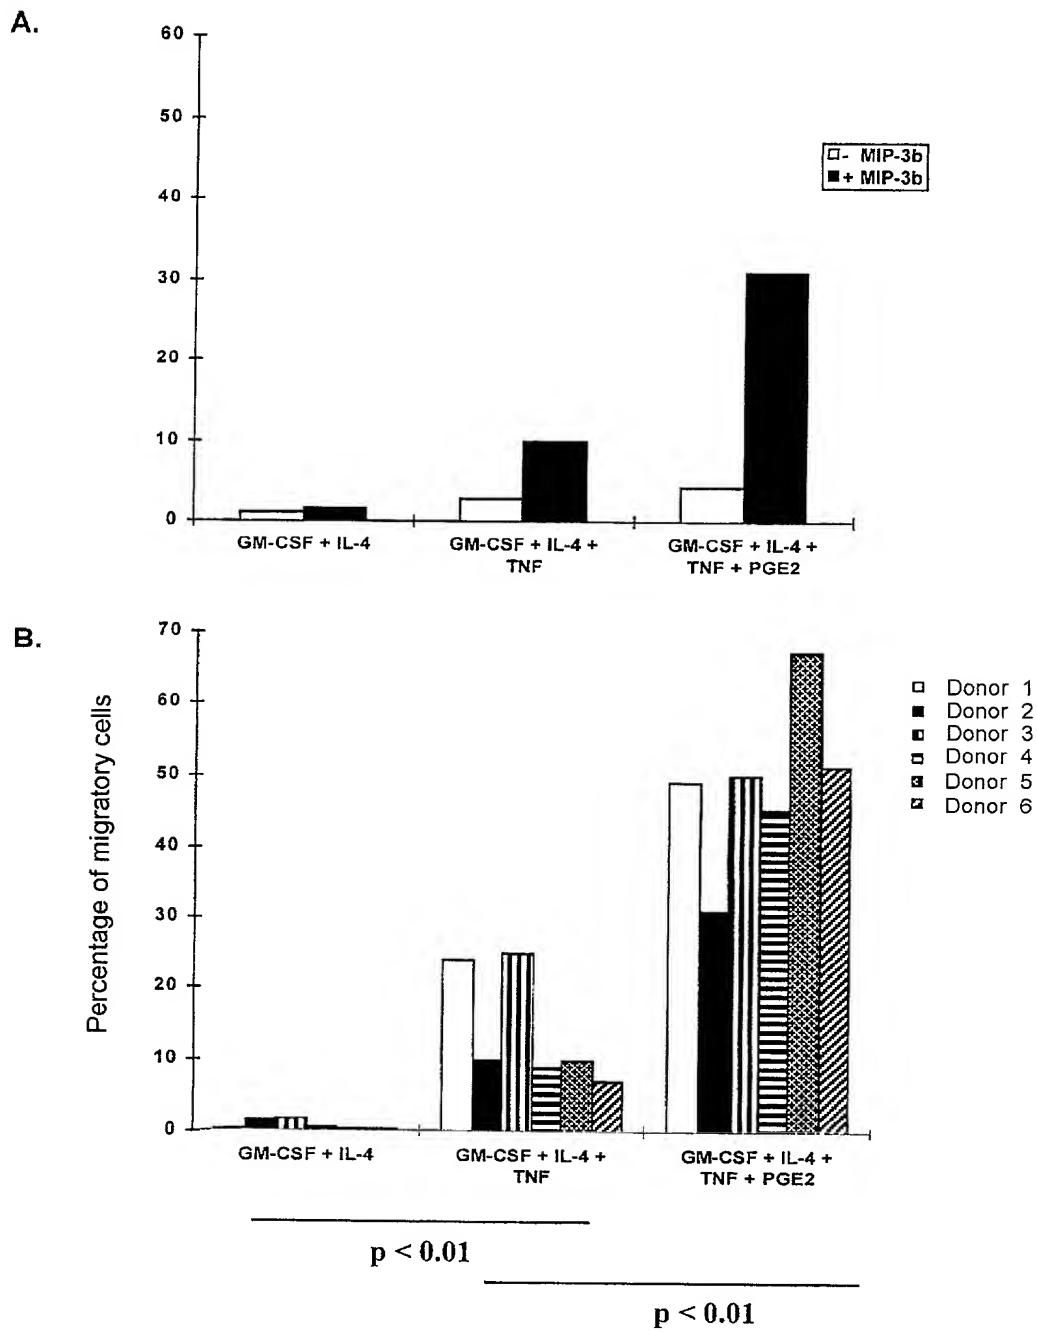 A.
60
50
40
30
20
10
0
- MIP-3b
+ MIP-3b
GM-CSF + IL-4
GM-CSF + IL-4 +
TNF
GM-CSF + IL-4 +
TNF + PGE2
B.
Percentage of migratory cells
70
60
50
40
30
20
10
0
Donor 1
Donor 2
Donor 3
Donor 4
Donor 5
Donor 6
GM-CSF + IL-4
GM-CSF + IL-4 +
TNF
GM-CSF + IL-4 +
TNF + PGE2
p < 0.01
p < 0.01